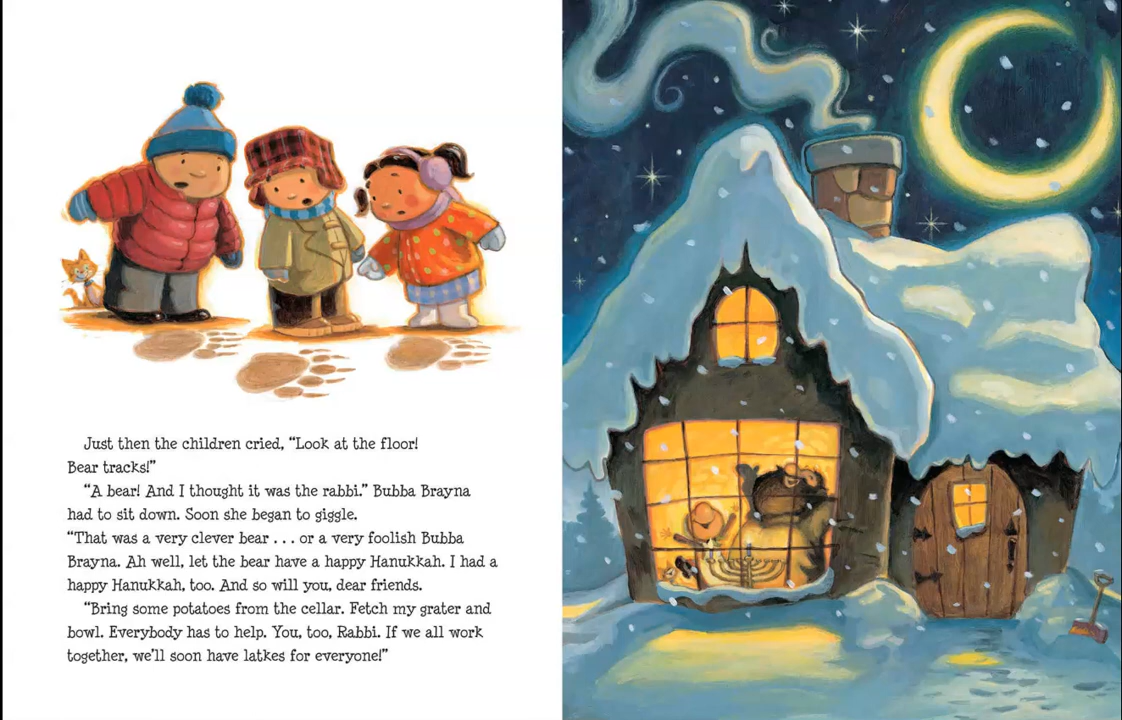 Just then the children cried, “Look at the floor!
Bear tracks!”
“A bear! And I thought it was the rabbi.” Bubba Brayna
had to sit down. Soon she began to giggle.
“That was a very clever bear . . . or a very foolish Bubba
Brayna. Ah well, let the bear have a happy Hanukkah. I had a
happy Hanukkah, too. And so will you, dear friends.
“Bring some potatoes from the cellar. Fetch my grater and
bowl. Everybody has to help. You, too, Rabbi. If we all work
together, we’ll soon have latkes for everyone!”